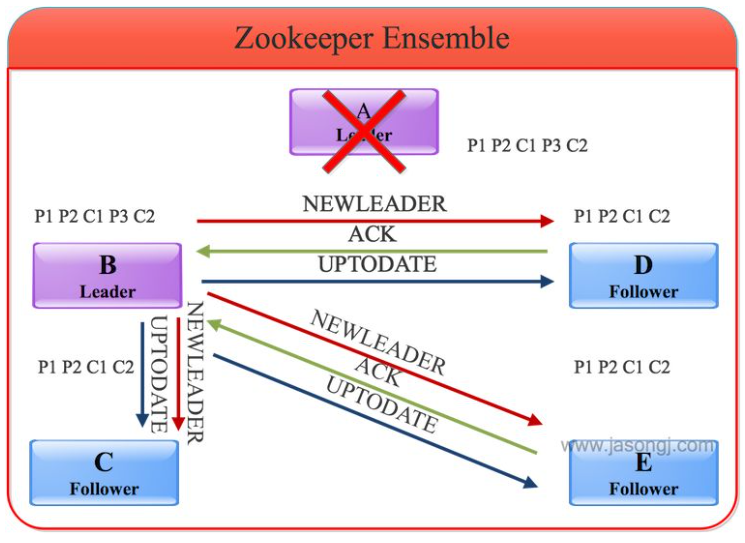 Zookeeper Ensemble
A
Leader
P1 P2 C1 P3 C2
P1 P2 C1 P3 C2
NEWLEADER
P1 P2 C1 C2
ACK
UPTODATE
B
Leader
D
Follower
NEWLEADER
ACK
UPTODATE
UPTODATE
NEWLEADER
P1 P2 C1 C2
P1 P2 C1 C2
www.jasongj.com
C
Follower
E
Follower